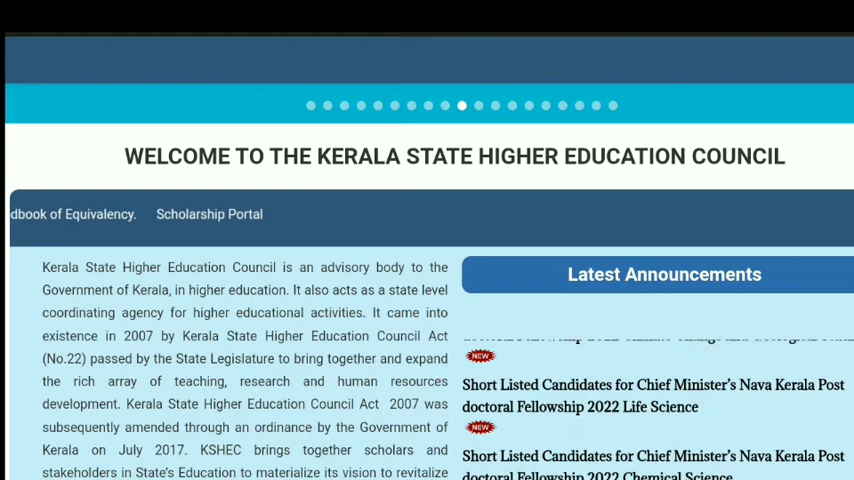 WELCOME TO THE KERALA STATE HIGHER EDUCATION COUNCIL
dbook of Equivalency. Scholarship Portal
Kerala State Higher Education Council is an advisory body to the
Government of Kerala, in higher education. It also acts as a state level
coordinating agency for higher educational activities. It came into
existence in 2007 by Kerala State Higher Education Council Act
(No.22) passed by the State Legislature to bring together and expand
the rich array of teaching, research and human resources
development. Kerala State Higher Education Council Act 2007 was
subsequently amended through an ordinance by the Government of
Kerala on July 2017. KSHEC brings together scholars and
stakeholders in State's Education to materialize its vision to revitalize
Latest Announcements
NEW
Short Listed Candidates for Chief Minister's Nava Kerala Post
doctoral Fellowship 2022 Life Science
NEW
Short Listed Candidates for Chief Minister's Nava Kerala Post
doctoral Fellowship 2022 Chemical Science